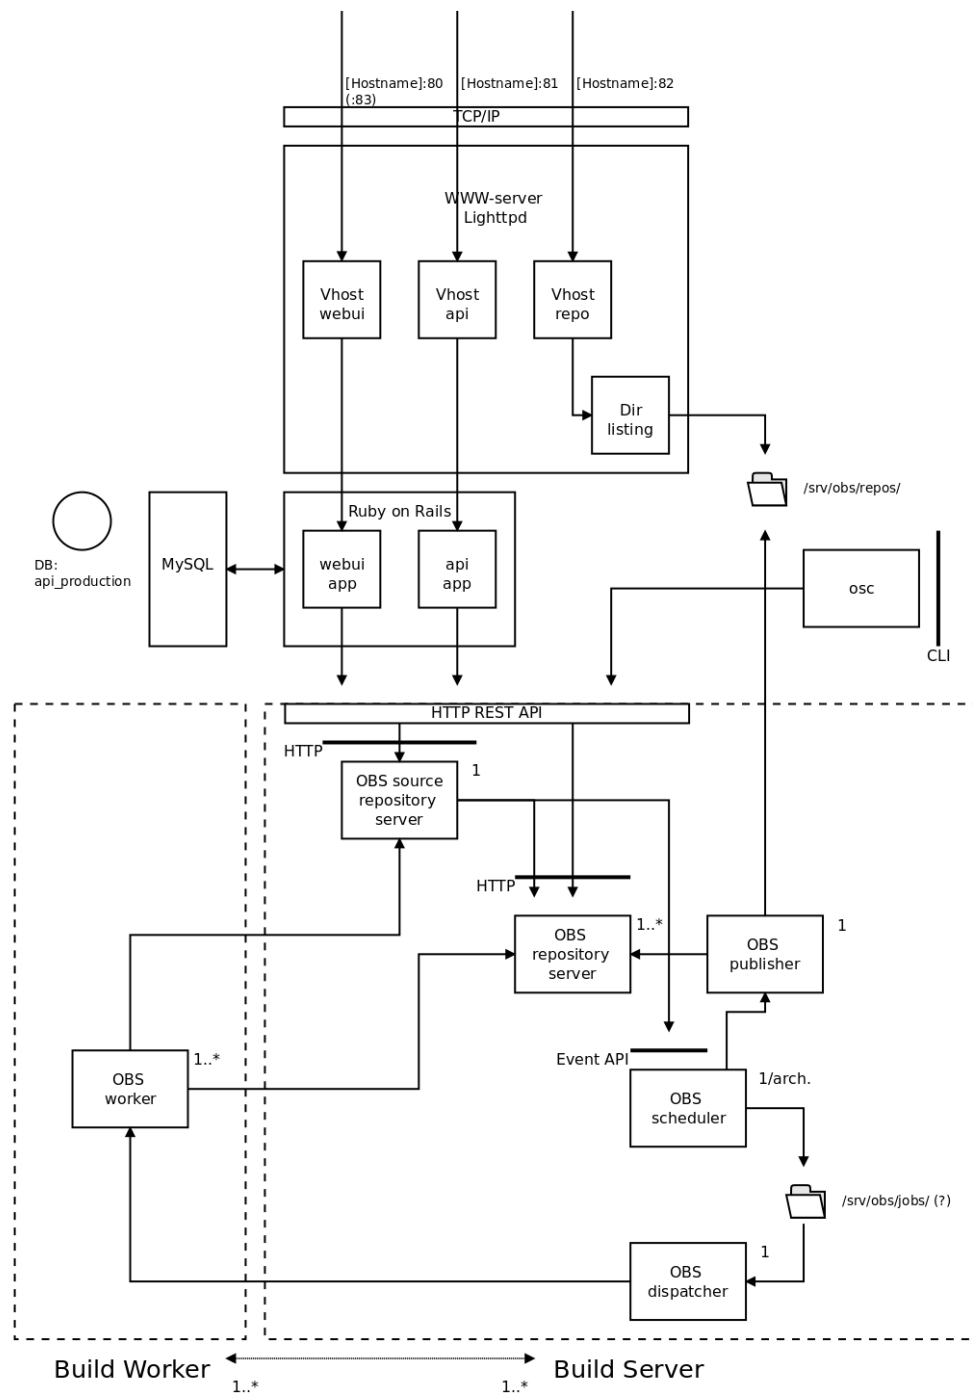 [Hostname]:80
(:83)
[Hostname]:81
[Hostname]:82
TCP/IP
WWW-server
Lighttpd
Vhost
webui
Vhost
api
Vhost
repo
Dir
listing
/srv/obs/repos/
DB:
api_production
MySQL
Ruby on Rails
webui
app
api
app
osc
CLI
HTTP REST API
HTTP
OBS source
repository
server
1
HTTP
OBS
repository
server
1..*
OBS
publisher
1
Event API
OBS
worker
1..*
OBS
scheduler
1/arch.
/srv/obs/jobs/ (?)
OBS
dispatcher
1
Build Worker
1..*
1..*
Build Server